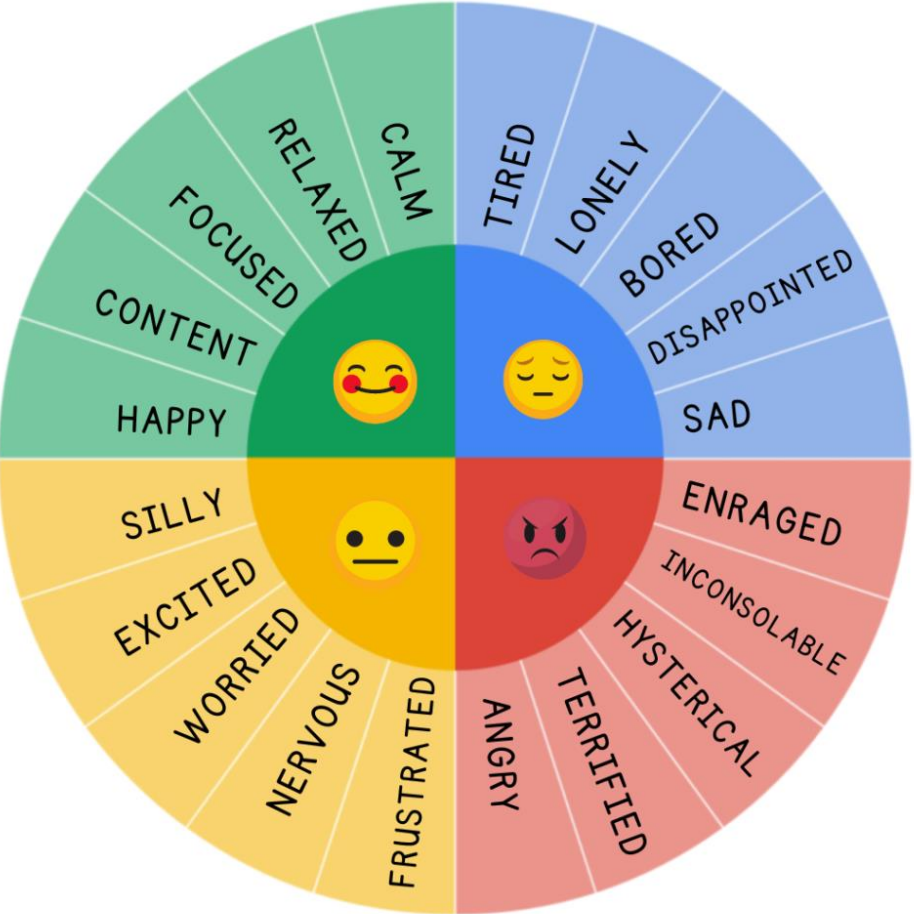 CALM
RELAXED
FOCUSED
CONTENT
HAPPY
TIRED
LONELY
BORED
DISAPPOINTED
SAD
SILLY
EXCITED
WORRIED
NERVOUS
FRUSTRATED
ENRAGED
INCONSOLABLE
HYSTERICAL
TERRIFIED
ANGRY